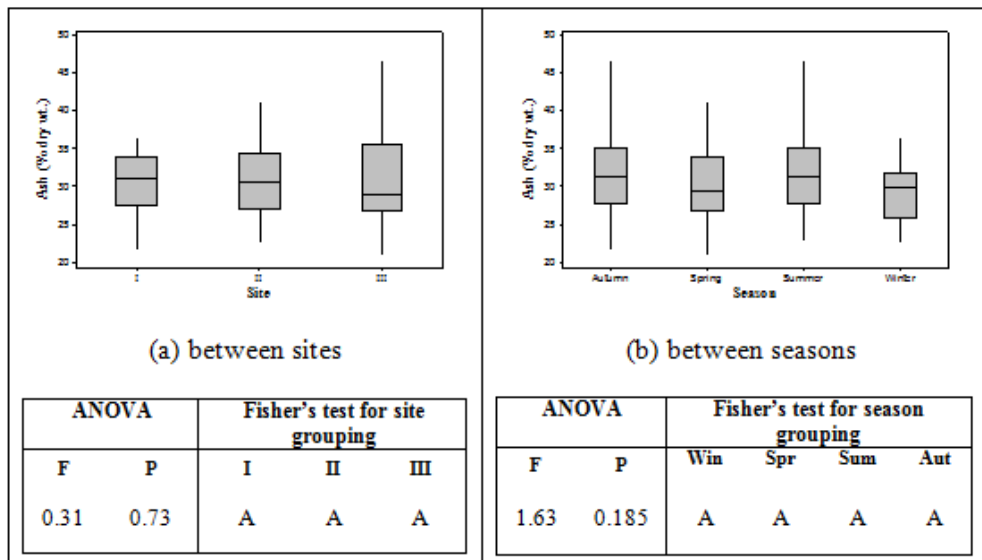 50
45
40
35
30
25
20
Ash (% dry wt.)
I
II
III
Site
(a) between sites
ANOVA
Fisher's test for site
grouping
F P I II III
0.31 0.73 A A A
50
45
40
35
30
25
20
Ash (% dry wt.)
Autumn Spring Summer Winter
Season
(b) between seasons
ANOVA
Fisher's test for season
grouping
F P Win Spr Sum Aut
1.63 0.185 A A A A